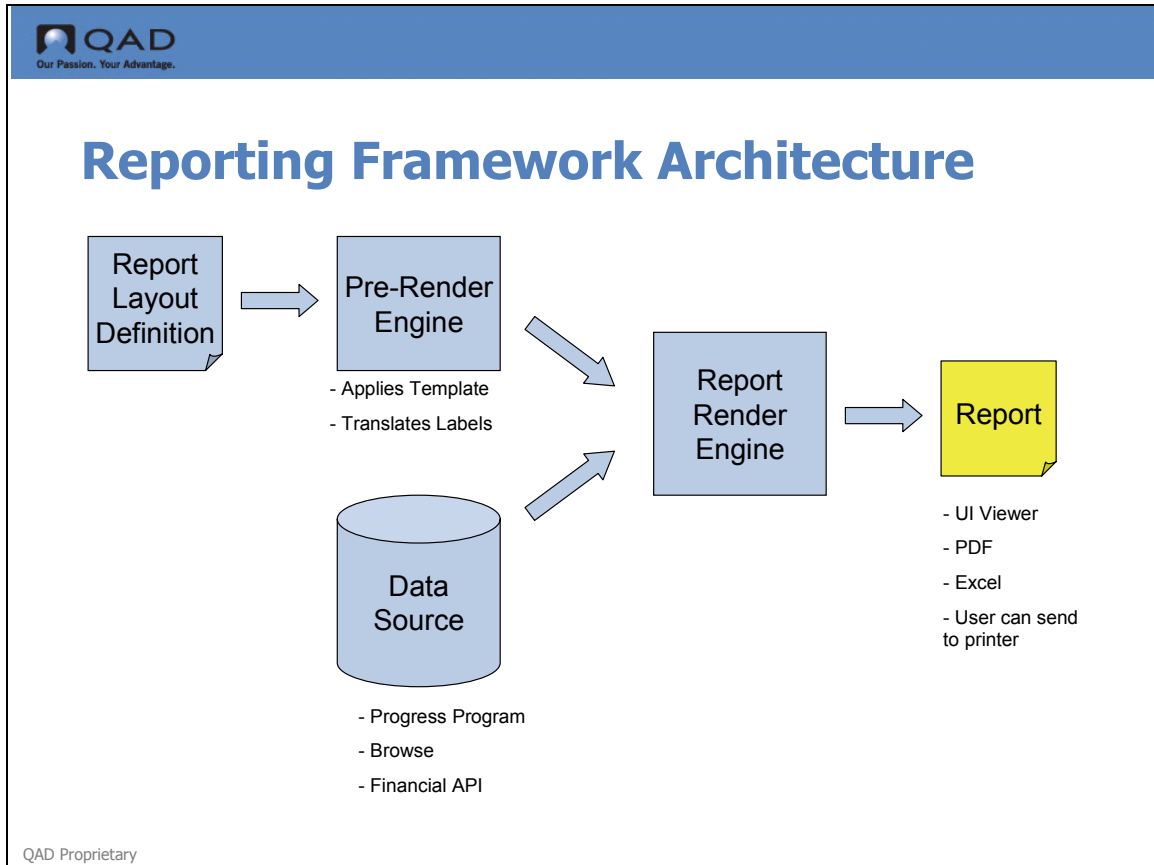 QAD
Our Passion. Your Advantage.
Reporting Framework Architecture
Report
Layout
Definition
Pre-Render
Engine
- Applies Template
- Translates Labels
Data
Source
- Progress Program
- Browse
- Financial API
Report
Render
Engine
Report
- UI Viewer
- PDF
- Excel
- User can send
to printer
QAD Proprietary